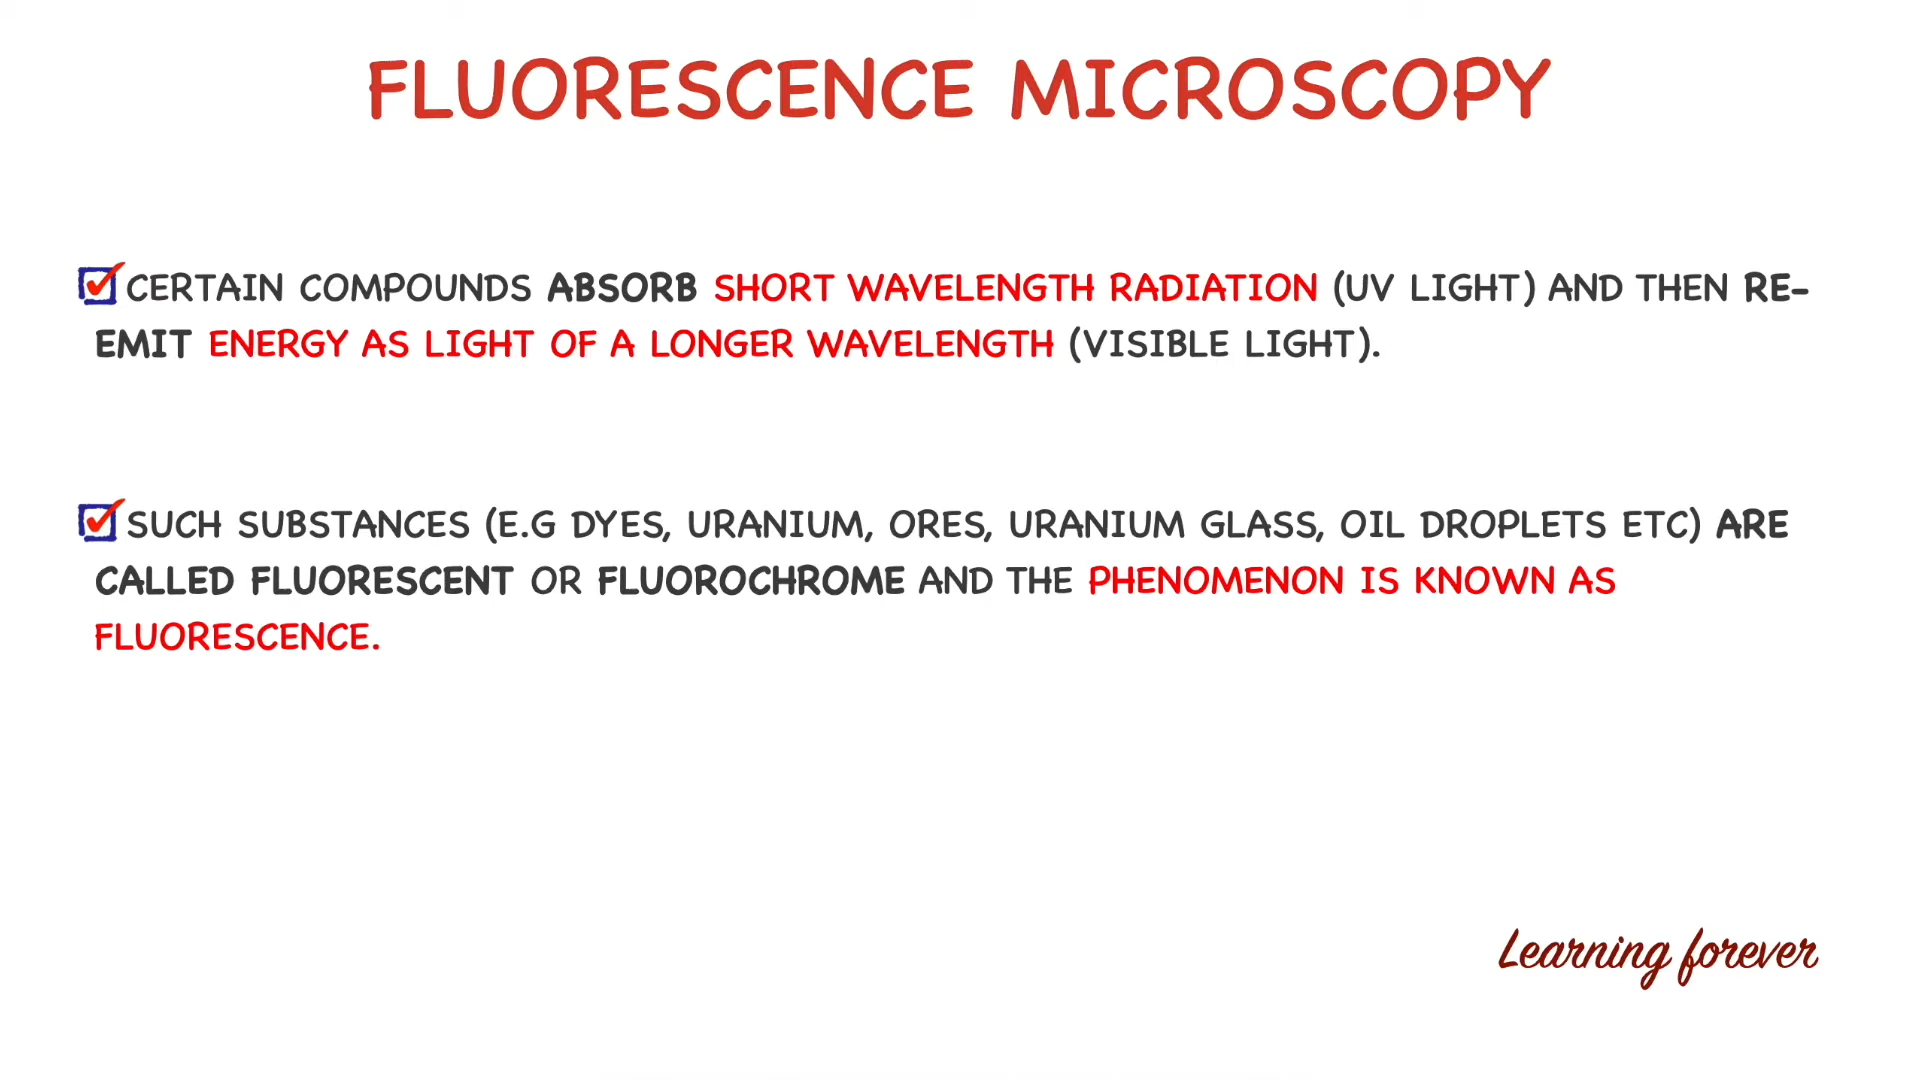 FLUORESCENCE MICROSCOPY
CERTAIN COMPOUNDS ABSORB SHORT WAVELENGTH RADIATION (UV LIGHT) AND THEN RE-
EMIT ENERGY AS LIGHT OF A LONGER WAVELENGTH (VISIBLE LIGHT).
SUCH SUBSTANCES (E.G DYES, URANIUM, ORES, URANIUM GLASS, OIL DROPLETS ETC) ARE
CALLED FLUORESCENT OR FLUOROCHROME AND THE PHENOMENON IS KNOWN AS
FLUORESCENCE.
Learning forever